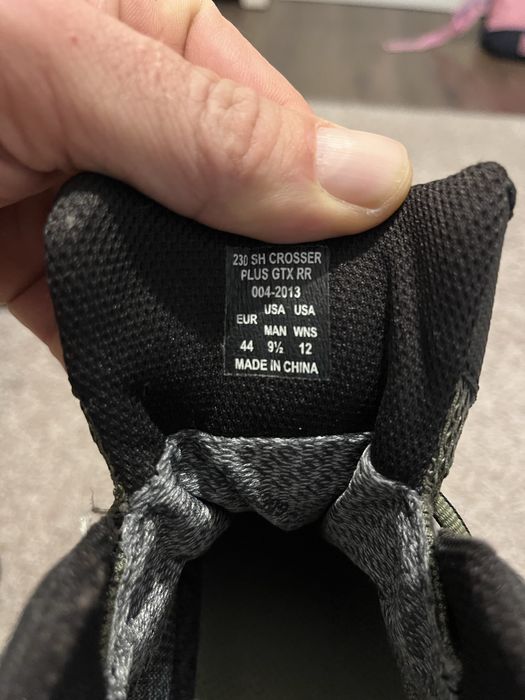 230 SH CROSSER
PLUS GTX RR
004-2013
USA USA
EUR
MAN WNS
44 9½ 12
MADE IN CHINA